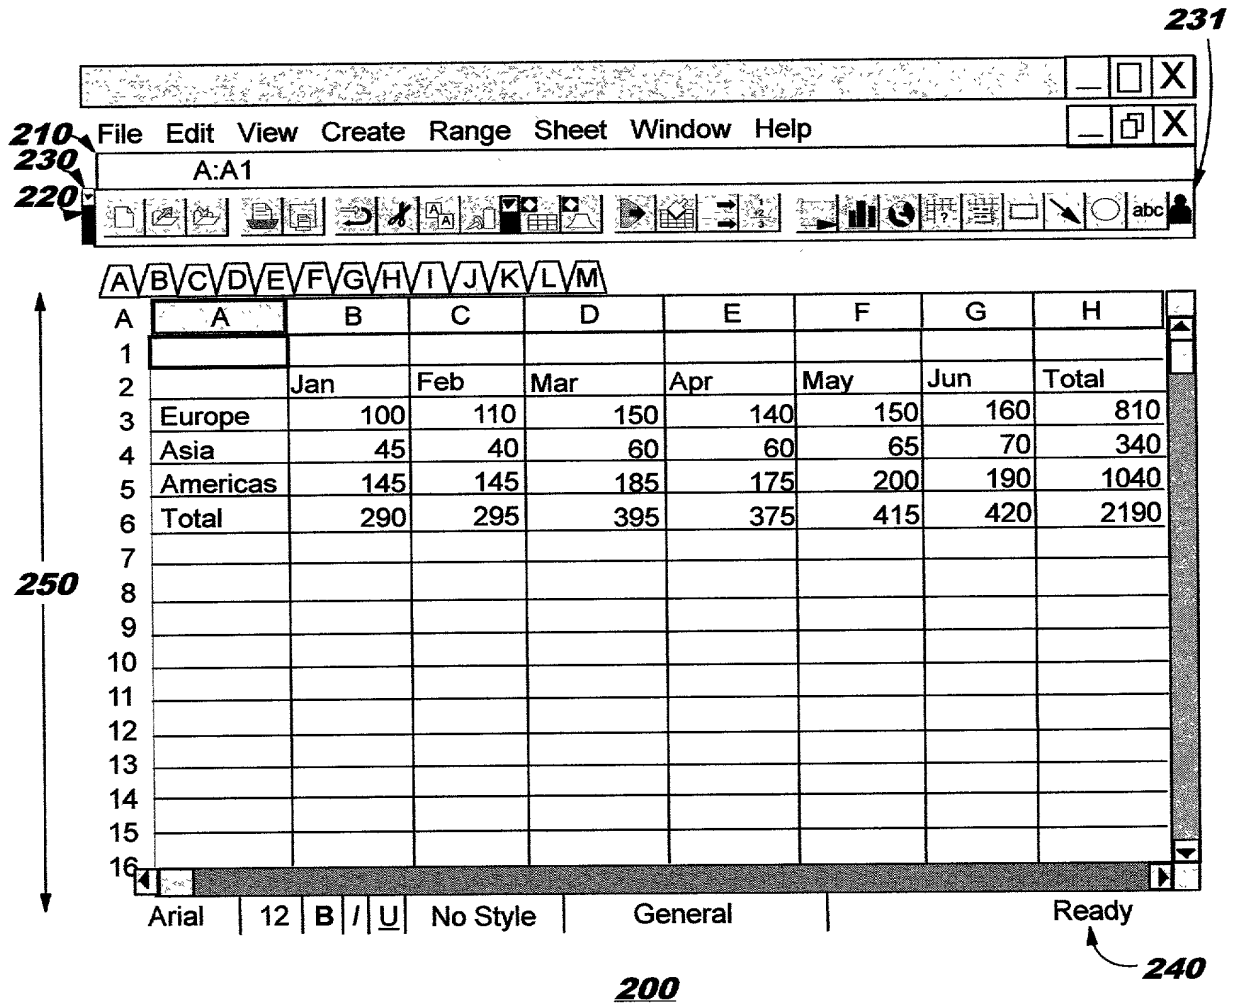 231
X
210 File Edit View Create Range Sheet Window Help X
230 A:A1
220 A A 1 2 3 ? abc
A B C D E F G H I J K L M
A A B C D E F G H
1
2 Jan Feb Mar Apr May Jun Total
3 Europe 100 110 150 140 150 160 810
4 Asia 45 40 60 60 65 70 340
5 Americas 145 145 185 175 200 190 1040
6 Total 290 295 395 375 415 420 2190
7
250 8
9
10
11
12
13
14
15
16
Arial 12 B I U No Style General Ready
240
200